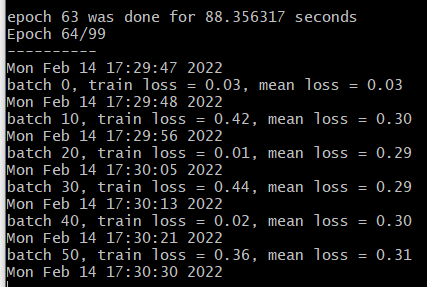 epoch 63 was done for 88.356317 seconds
Epoch 64/99
----------
Mon Feb 14 17:29:47 2022
batch 0, train loss = 0.03, mean loss = 0.03
Mon Feb 14 17:29:48 2022
batch 10, train loss = 0.42, mean loss = 0.30
Mon Feb 14 17:29:56 2022
batch 20, train loss = 0.01, mean loss = 0.29
Mon Feb 14 17:30:05 2022
batch 30, train loss = 0.44, mean loss = 0.29
Mon Feb 14 17:30:13 2022
batch 40, train loss = 0.02, mean loss = 0.30
Mon Feb 14 17:30:21 2022
batch 50, train loss = 0.36, mean loss = 0.31
Mon Feb 14 17:30:30 2022